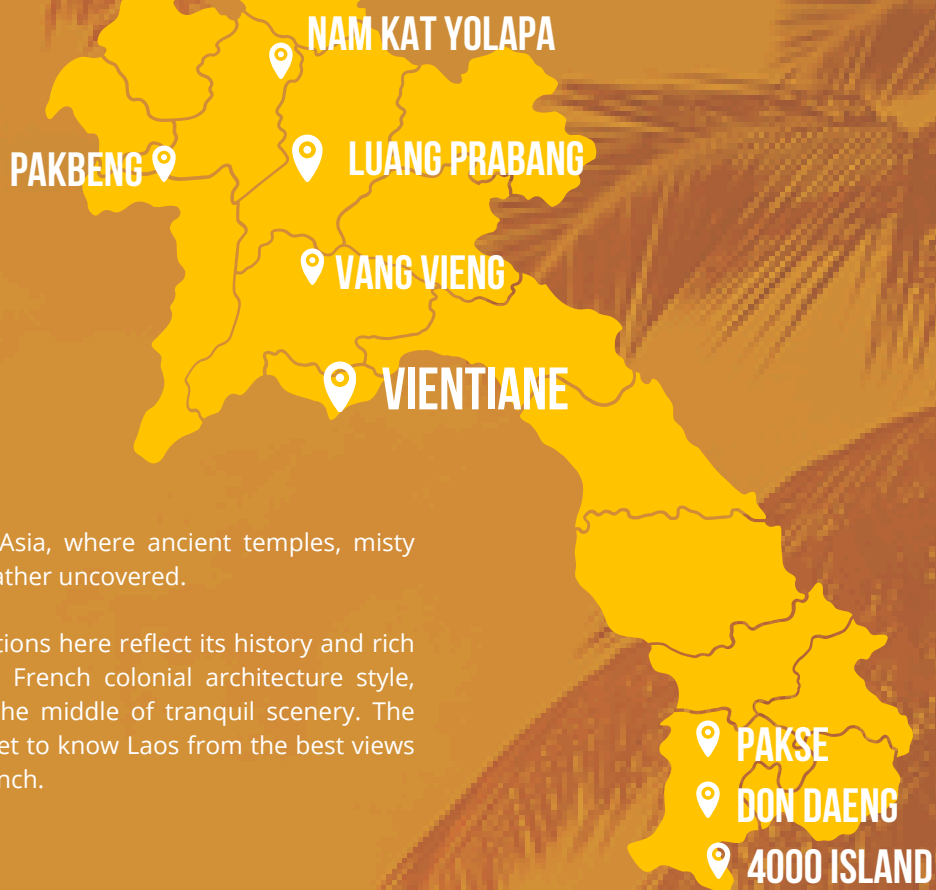 NAM KAT YOLAPA
PAKBENG
LUANG PRABANG
VANG VIENG
VIENTIANE
Asia, where ancient temples, misty
ather uncovered.
tions here reflect its history and rich
French colonial architecture style,
he middle of tranquil scenery. The
et to know Laos from the best views
nch.
PAKSE
DON DAENG
4000 ISLAND